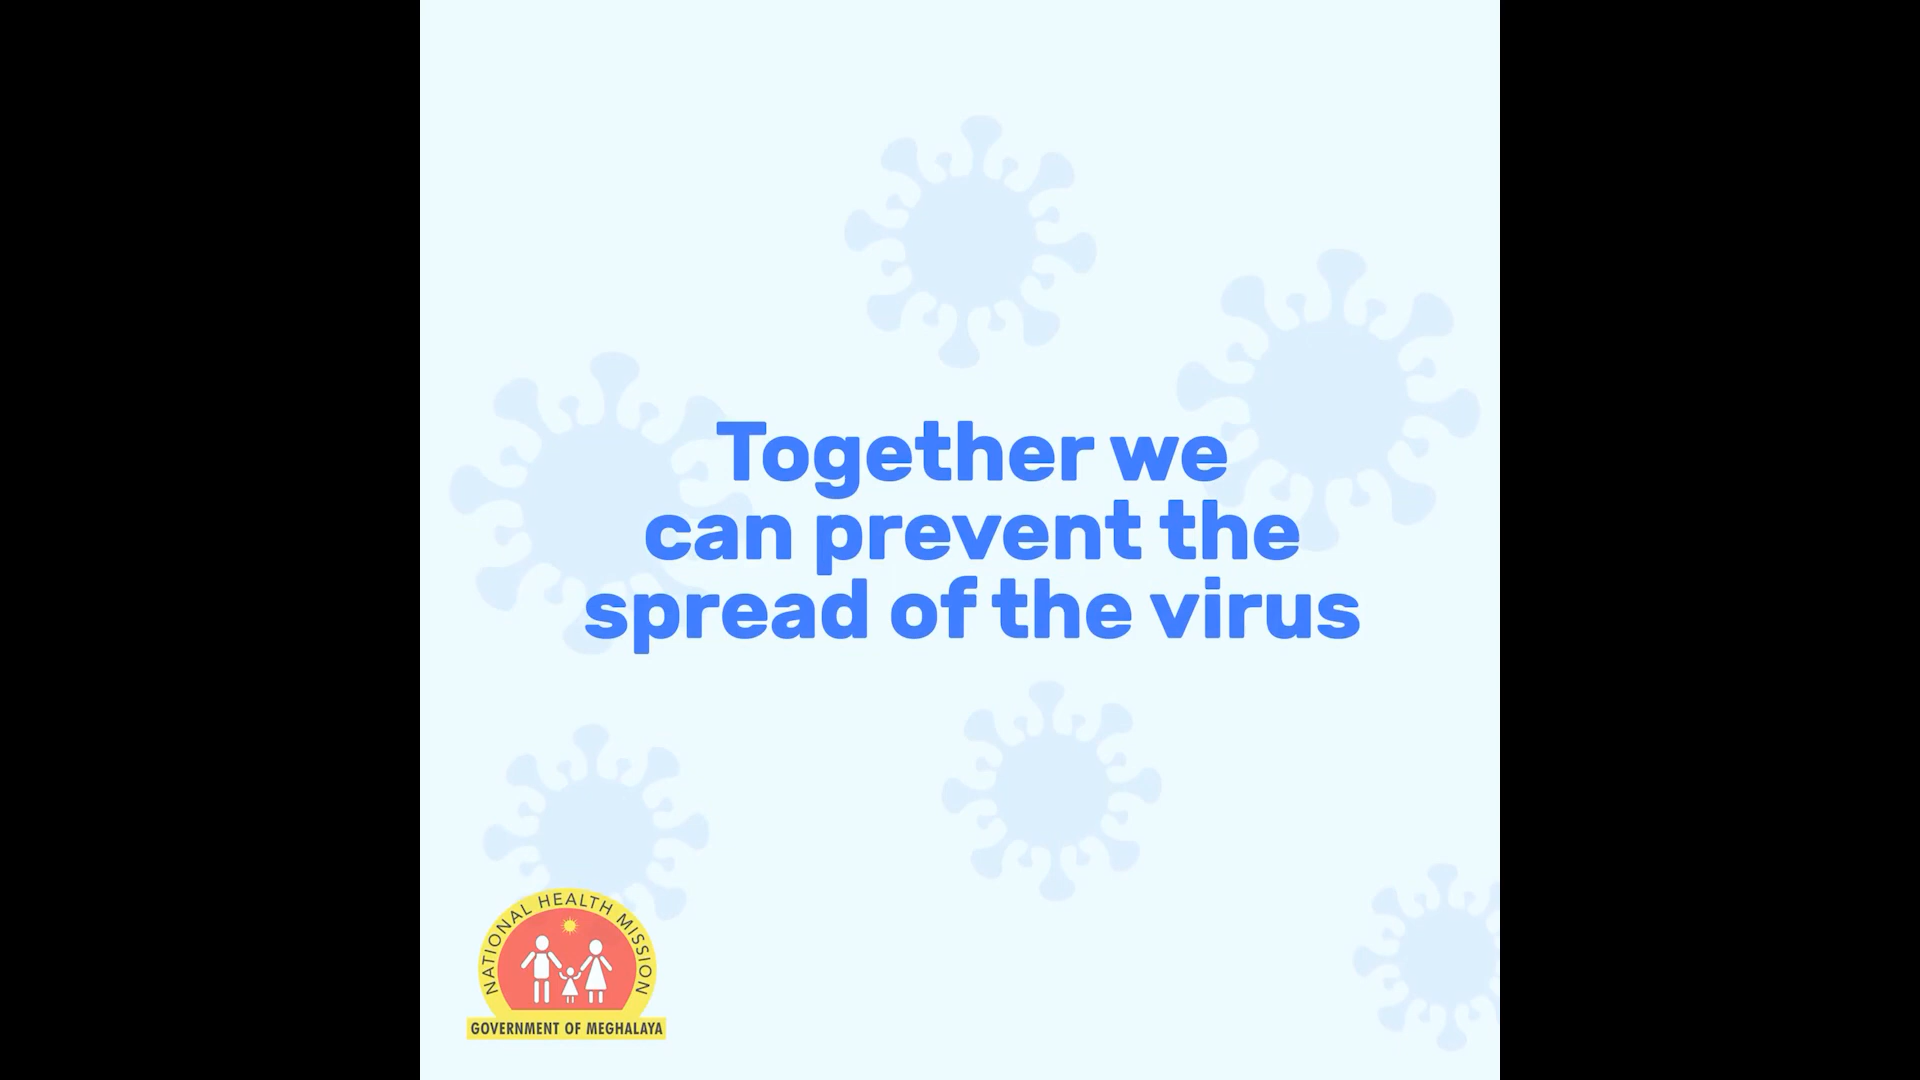 Together we
can prevent the
spread of the virus
NATIONAL HEALTH MISSION
GOVERNMENT OF MEGHALAYA